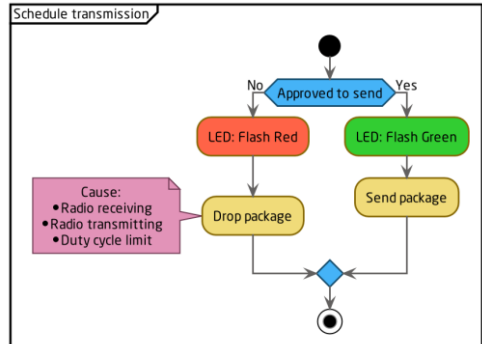 Schedule transmission
No
Approved to send
Yes
LED: Flash Red
LED: Flash Green
Cause:
• Radio receiving
• Radio transmitting
• Duty cycle limit
Drop package
Send package